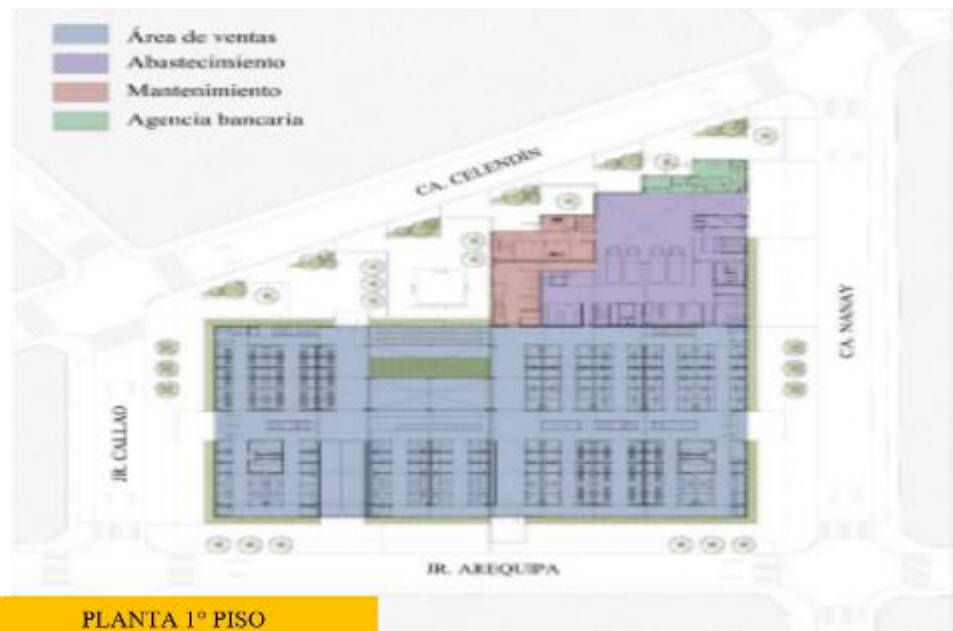 Área de ventas
Abastecimiento
Mantenimiento
Agencia bancaria
CA. CELENDÍN
CA. NANAY
JR. CALLAO
JR. AREQUIPA
PLANTA 1° PISO